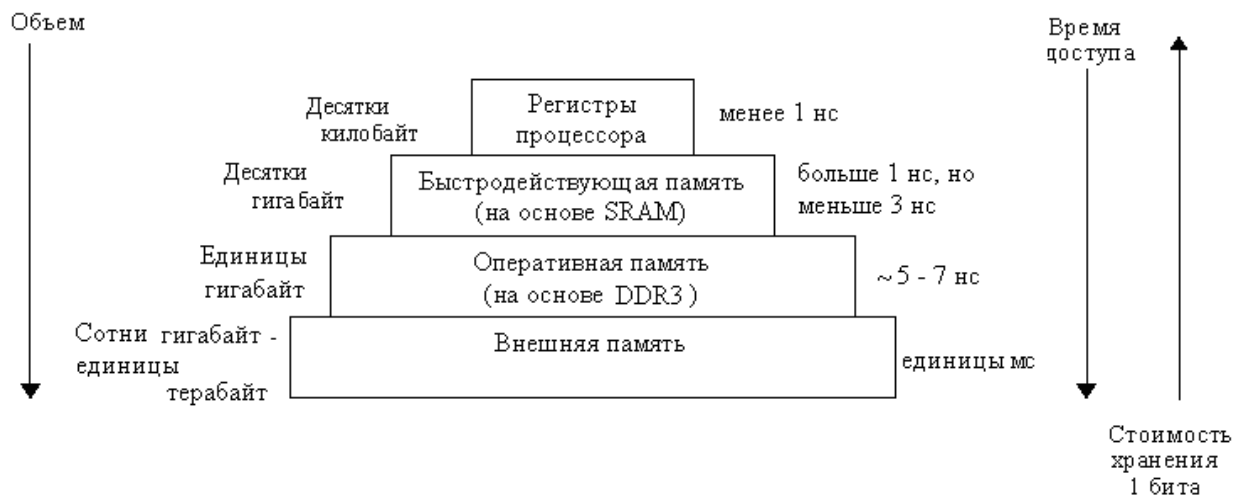 Объем
Время
доступа
Десятки
килобайт
Регистры
процессора
менее 1 нс
Десятки
гигабайт
Быстродействующая память
(на основе SRAM)
больше 1 нс, но
меньше 3 нс
Единицы
гигабайт
Оперативная память
(на основе DDR3 )
~5 - 7 нс
Сотни гигабайт -
единицы
терабайт
Внешняя память
единицы мс
Стоимость
хранения
1 бита